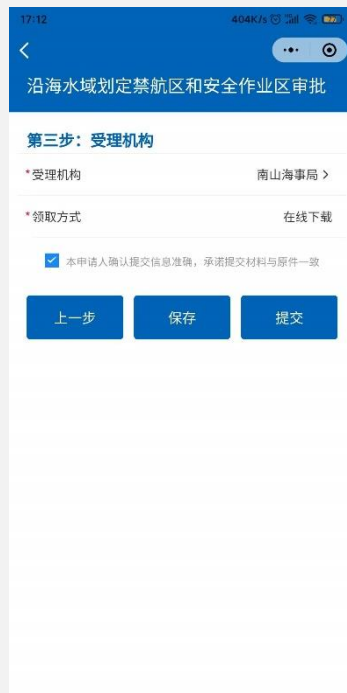 17:12
404K/s
沿海水域划定禁航区和安全作业区审批
第三步：受理机构
*受理机构 南山海事局 >
*领取方式 在线下载
本申请人确认提交信息准确，承诺提交材料与原件一致
上一步 保存 提交